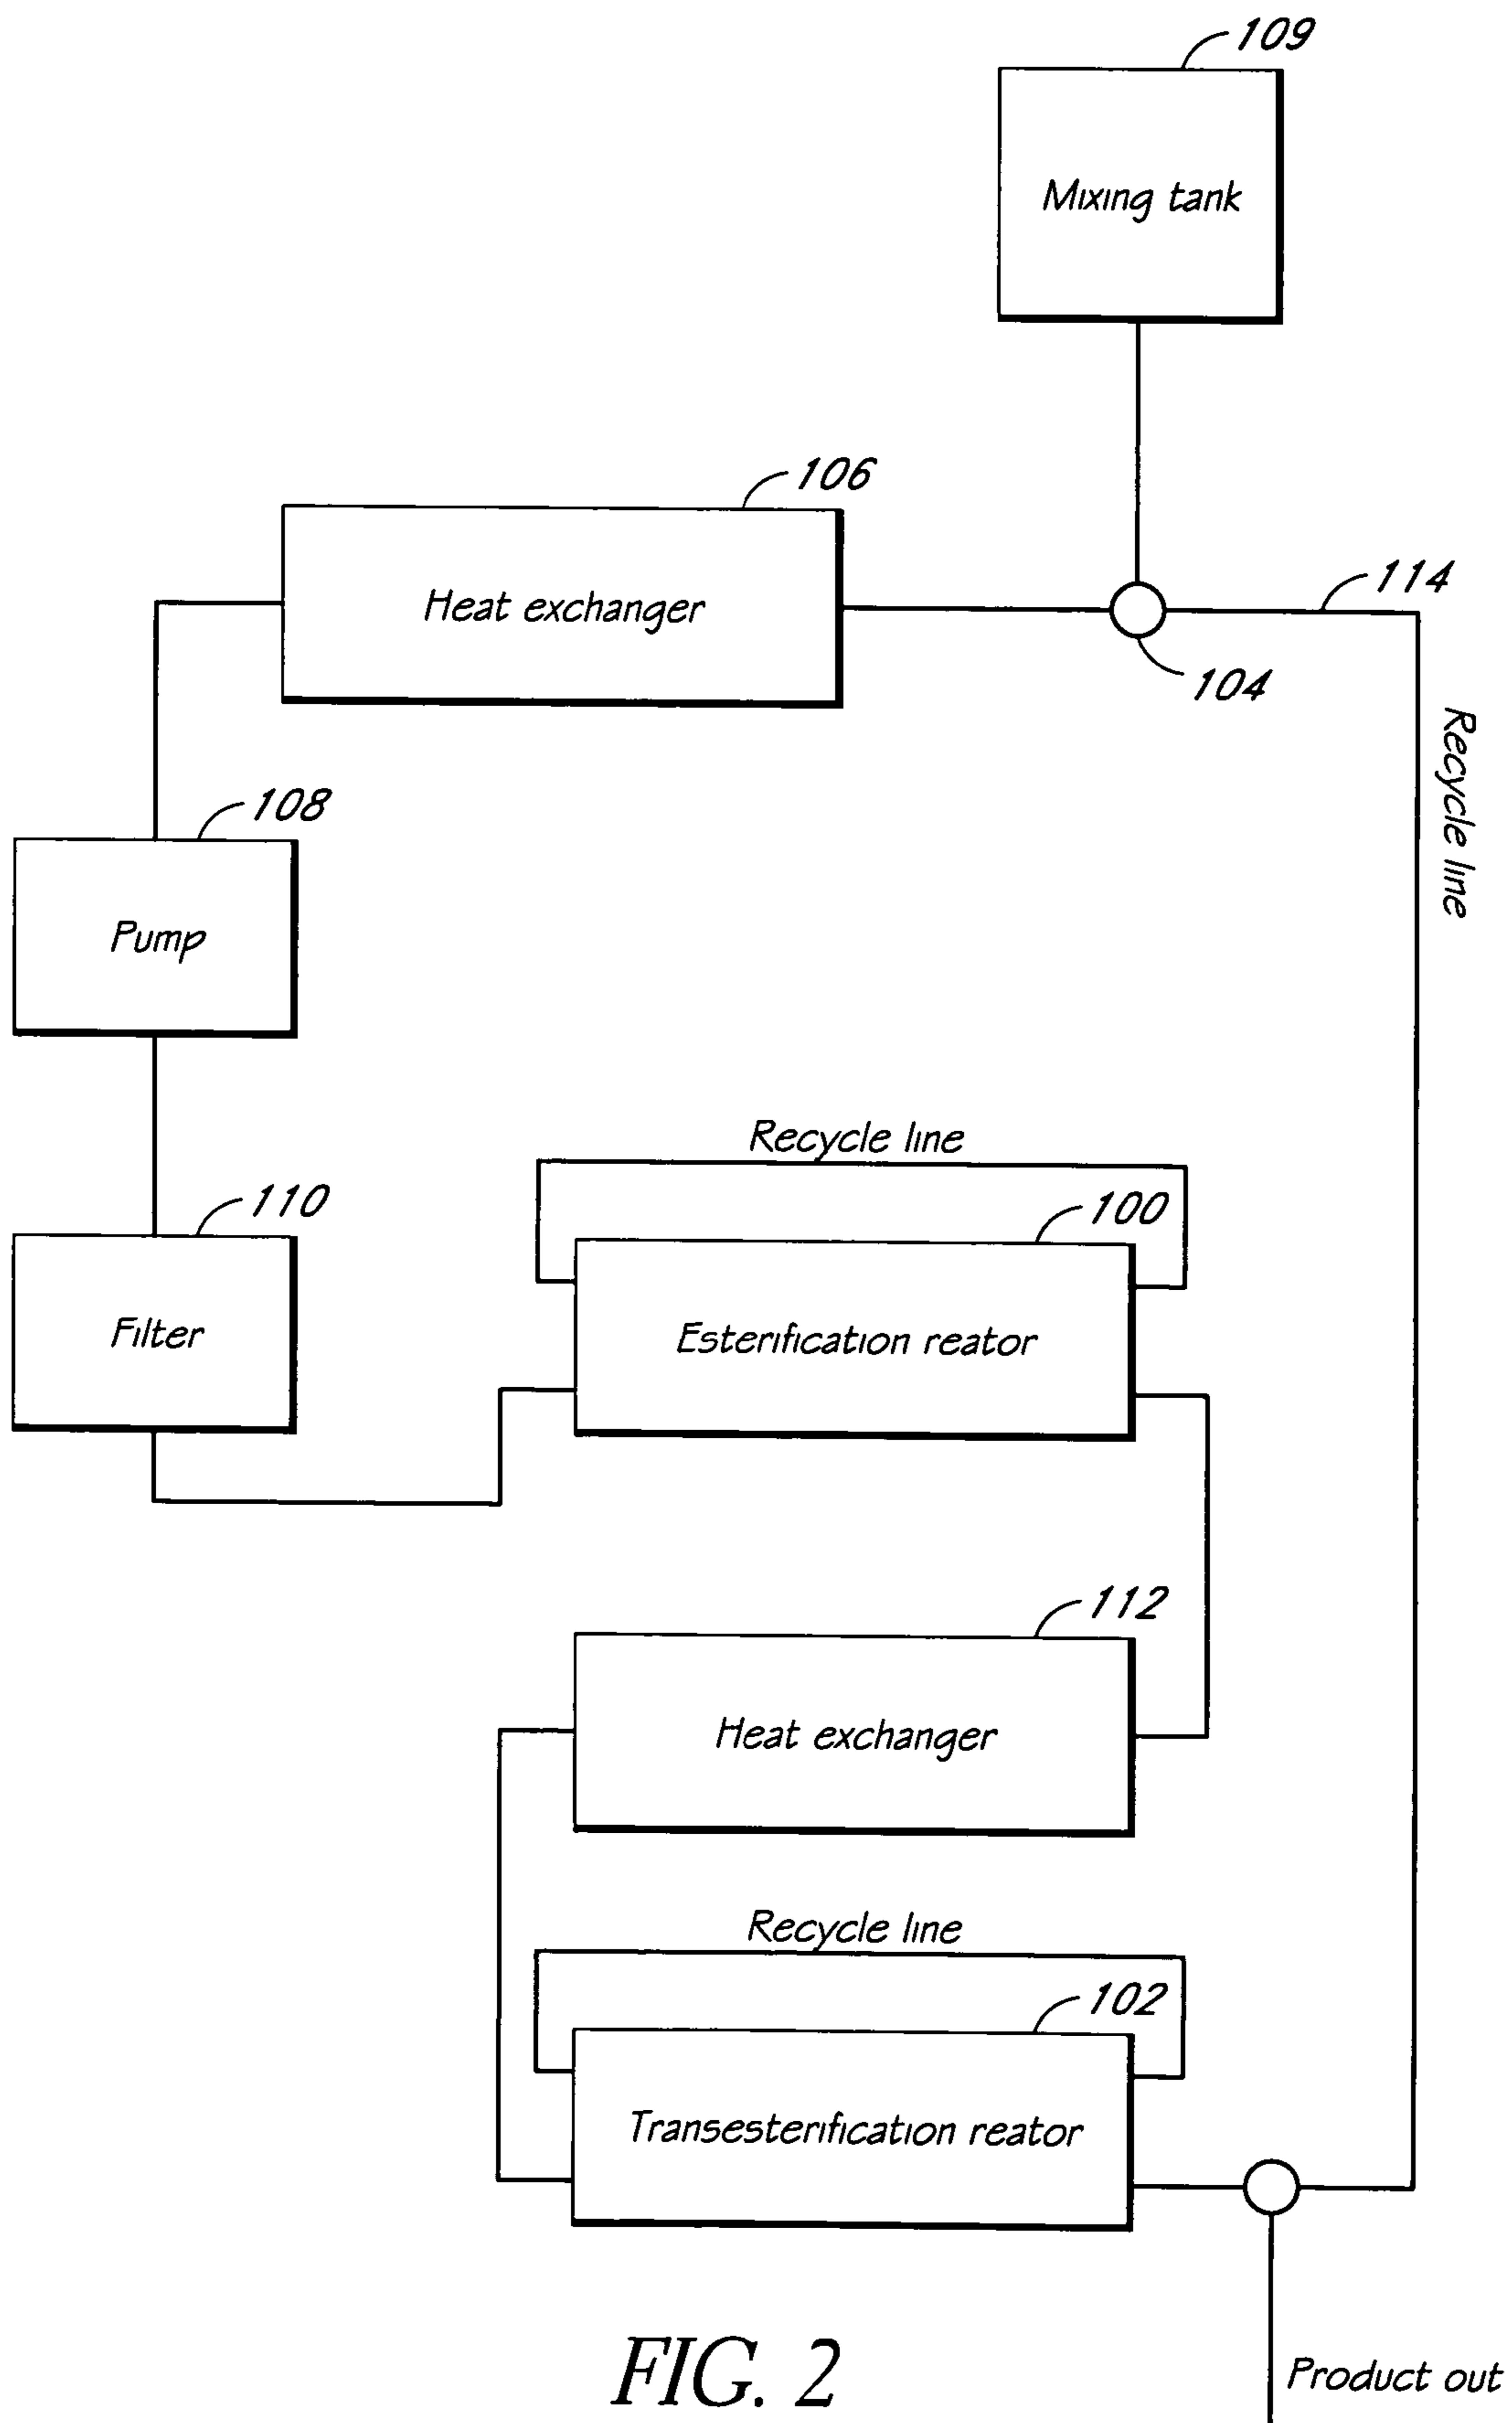 109
Mixing tank
106
Heat exchanger
114
104
Recycle line
108
Pump
Recycle line
110
100
Filter
Esterification reator
112
Heat exchanger
Recycle line
102
Transesterification reator
FIG. 2
Product out